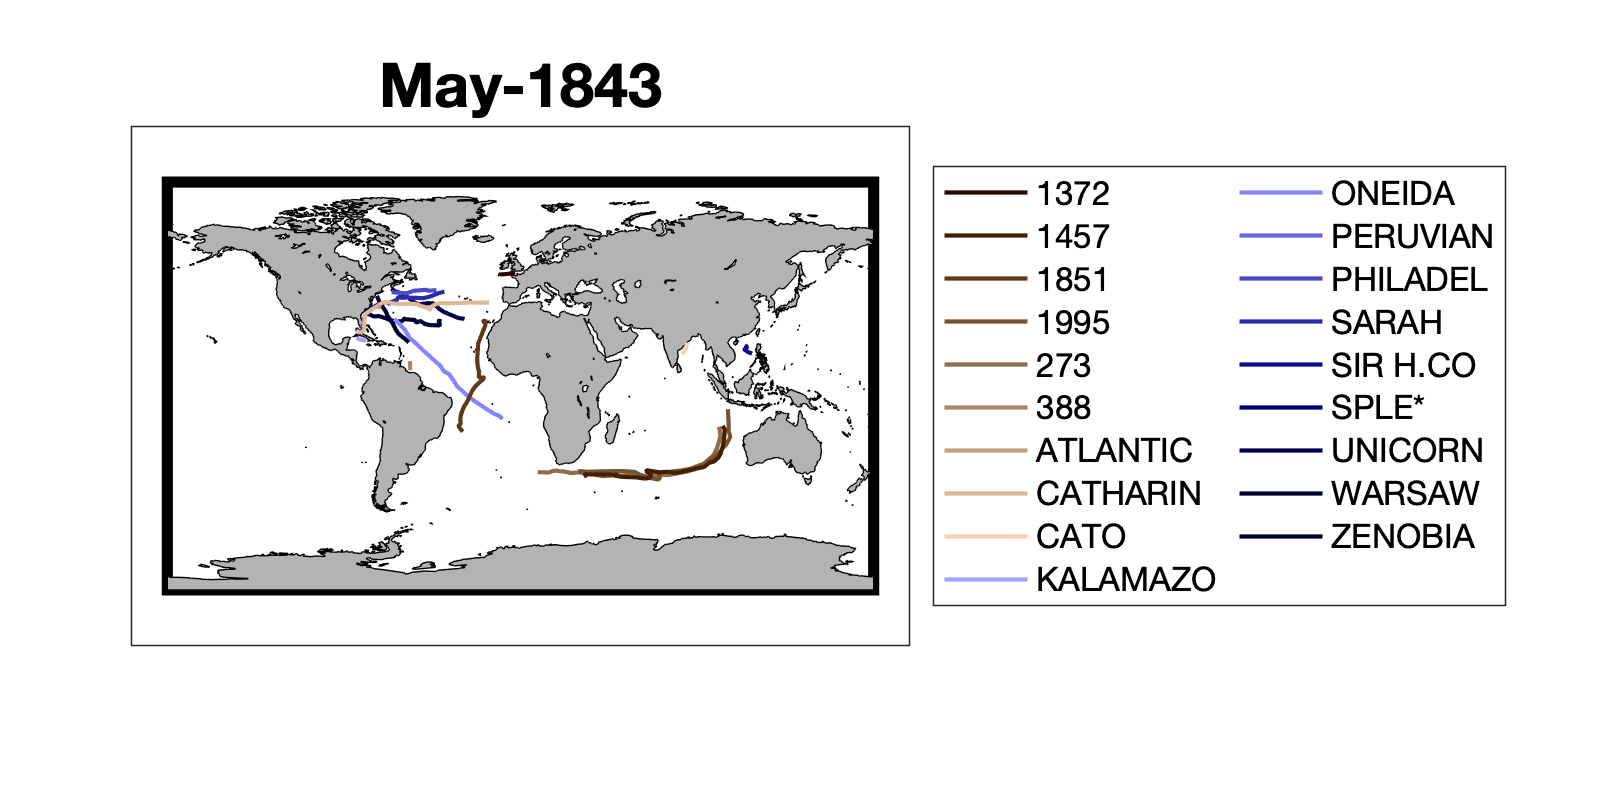 May-1843
1372
1457
1851
1995
273
388
ATLANTIC
CATHARIN
CATO
KALAMAZO
ONEIDA
PERUVIAN
PHILADEL
SARAH
SIR H.CO
SPLE*
UNICORN
WARSAW
ZENOBIA